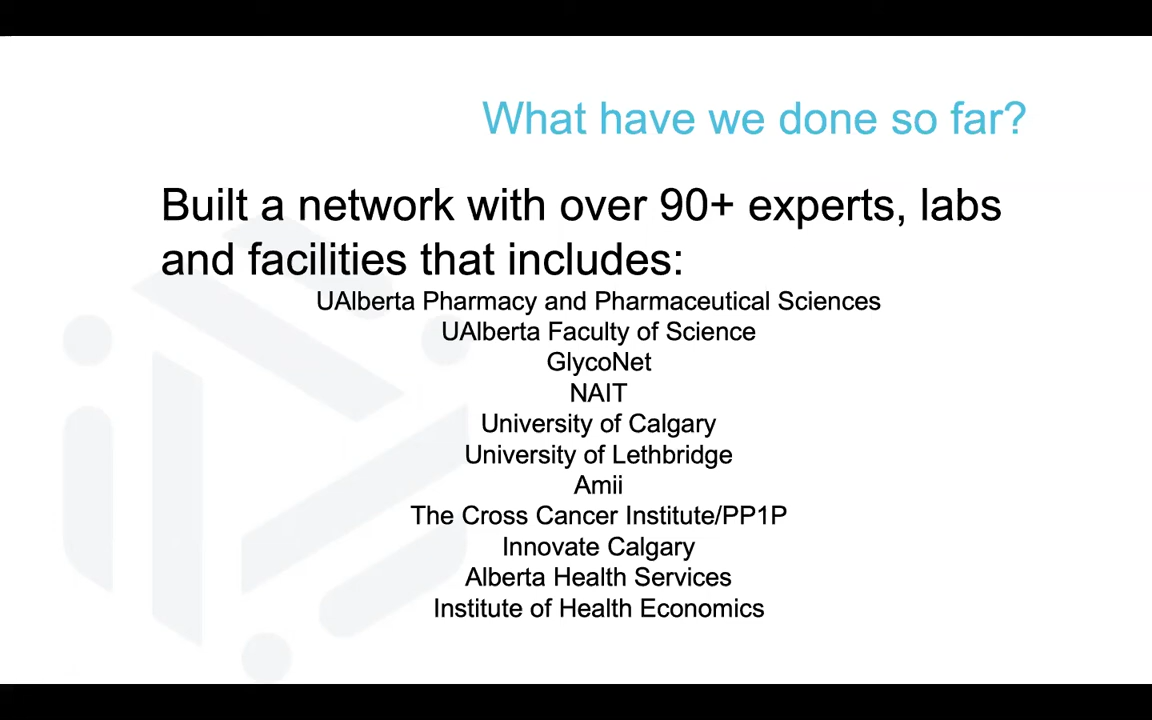 What have we done so far?
Built a network with over 90+ experts, labs
and facilities that includes:
UAlberta Pharmacy and Pharmaceutical Sciences
UAlberta Faculty of Science
GlycoNet
NAIT
University of Calgary
University of Lethbridge
Amii
The Cross Cancer Institute/PP1P
Innovate Calgary
Alberta Health Services
Institute of Health Economics